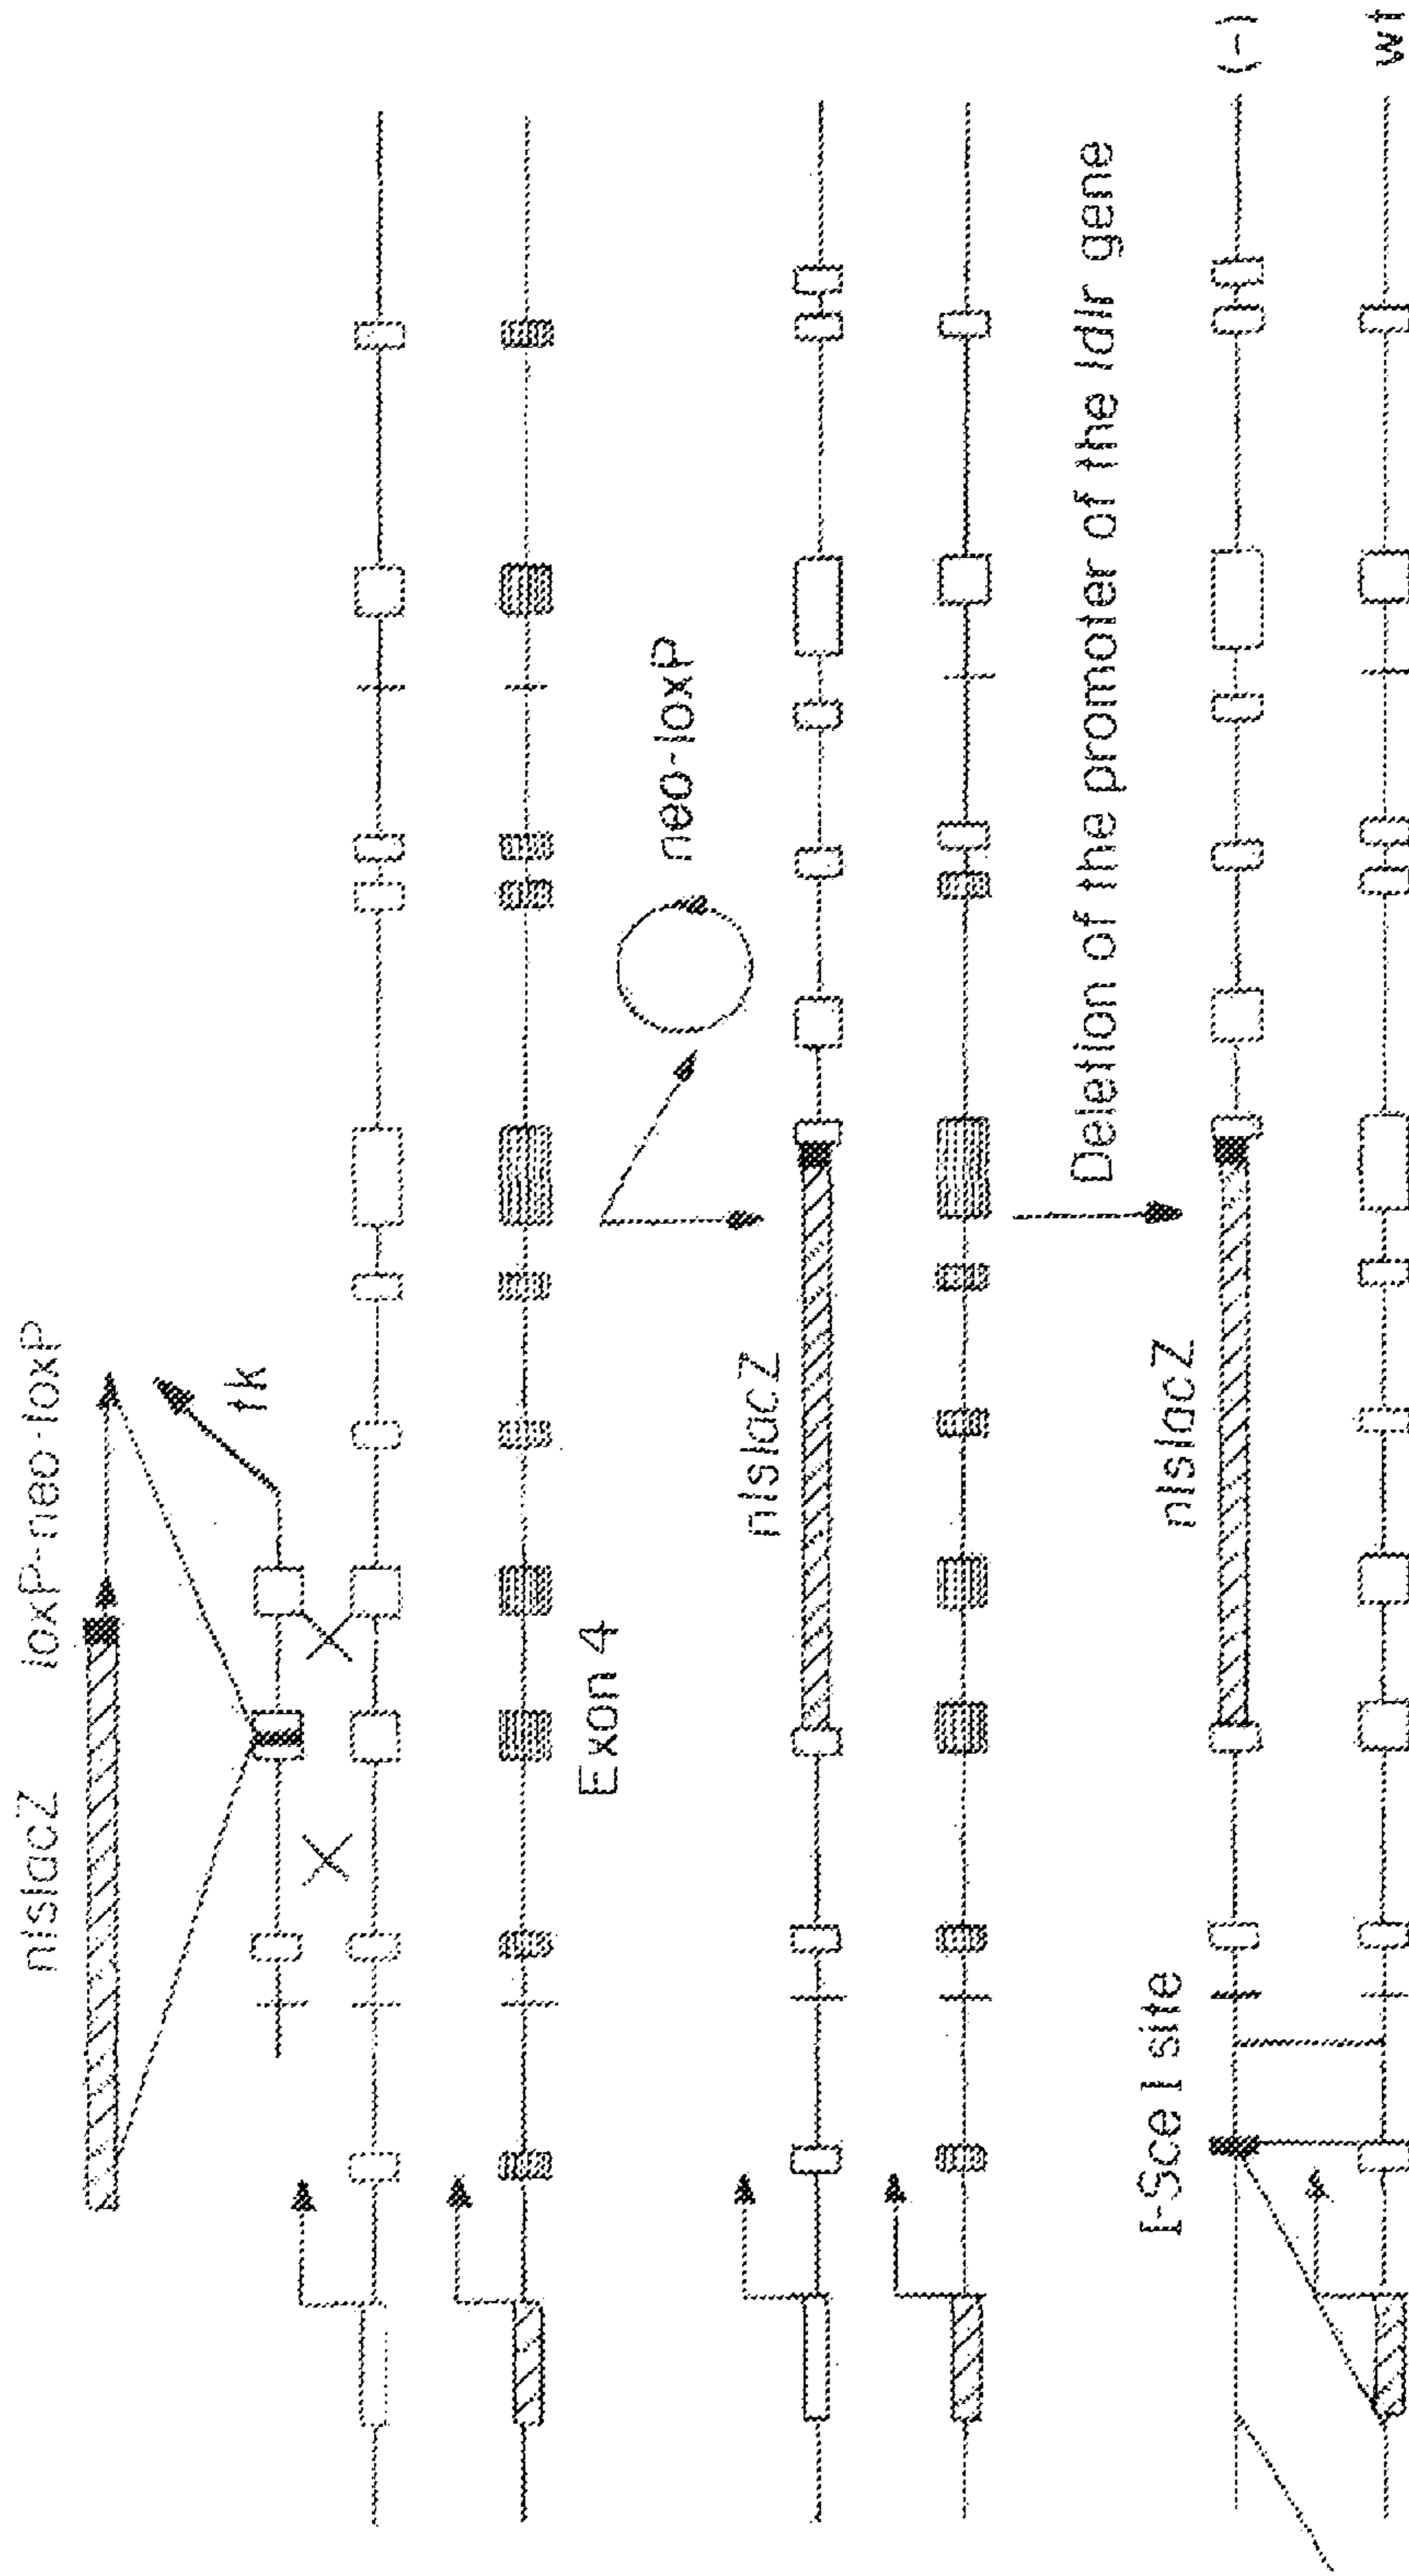 nlslacZ
loxP-neo-loxP
tk
Exon 4
neo-loxP
nlslacZ
Deletion of the promoter of the ldlr gene
I-Sce I site
nlslacZ
(-)
wt